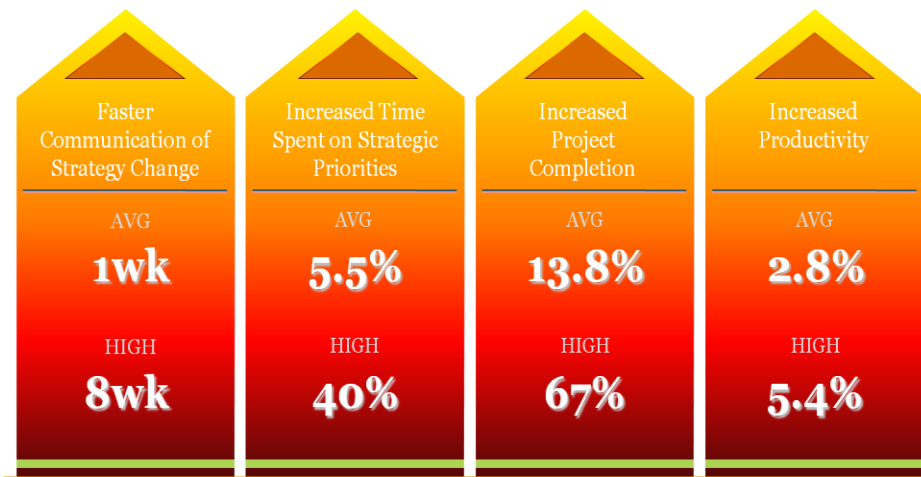 Faster
Communication of
Strategy Change
AVG
1wk
HIGH
8wk
Increased Time
Spent on Strategic
Priorities
AVG
5.5%
HIGH
40%
Increased
Project
Completion
AVG
13.8%
HIGH
67%
Increased
Productivity
AVG
2.8%
HIGH
5.4%